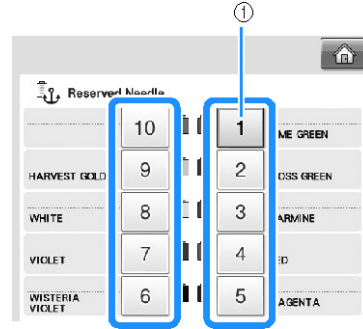 ①
Reserved Needle
10 1 ME GREEN
HARVEST GOLD 9 2 OSS GREEN
WHITE 8 3 ARMINE
VIOLET 7 4 ED
WISTERIA
VIOLET 6 5 AGENTA